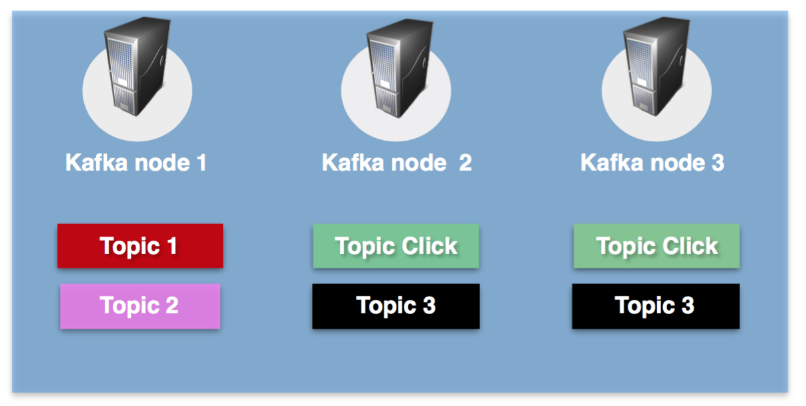 Kafka node 1
Kafka node  2
Kafka node 3
Topic 1
Topic Click
Topic Click
Topic 2
Topic 3
Topic 3